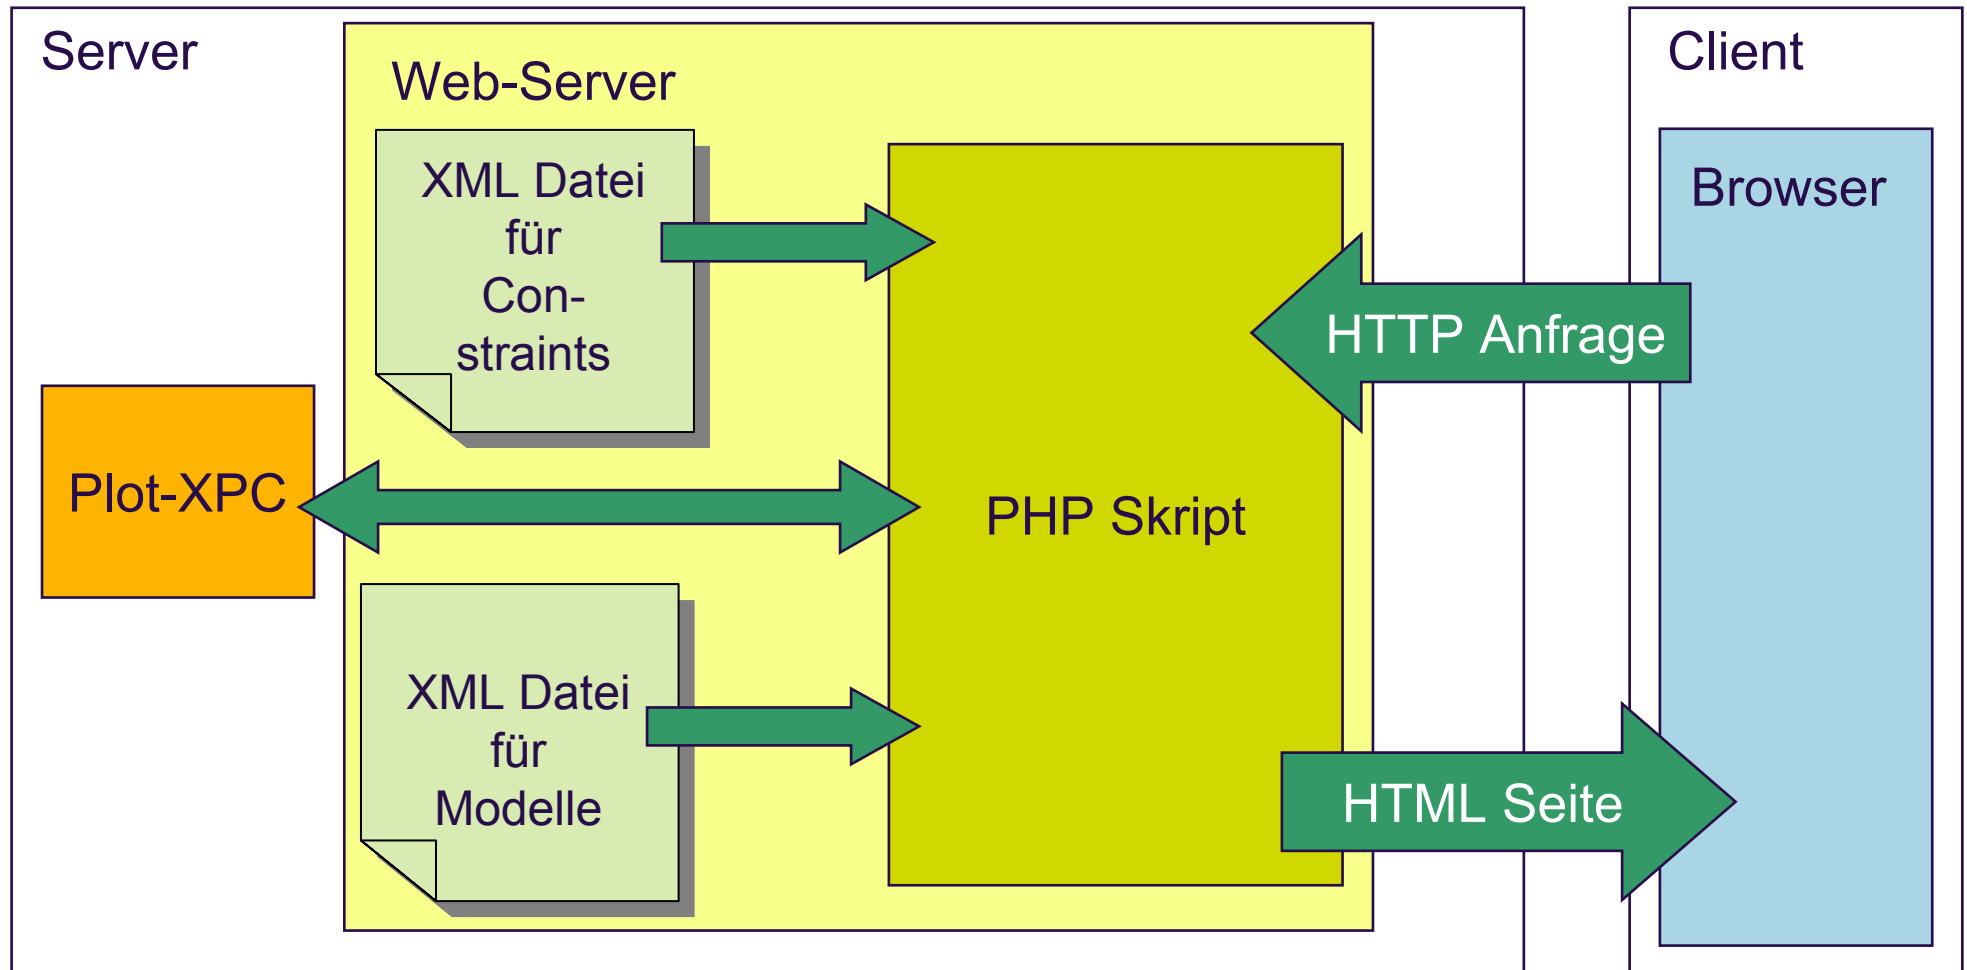 Server
Web-Server
XML Datei
für
Con-
straints
Plot-XPC
XML Datei
für
Modelle
PHP Skript
HTTP Anfrage
HTML Seite
Client
Browser